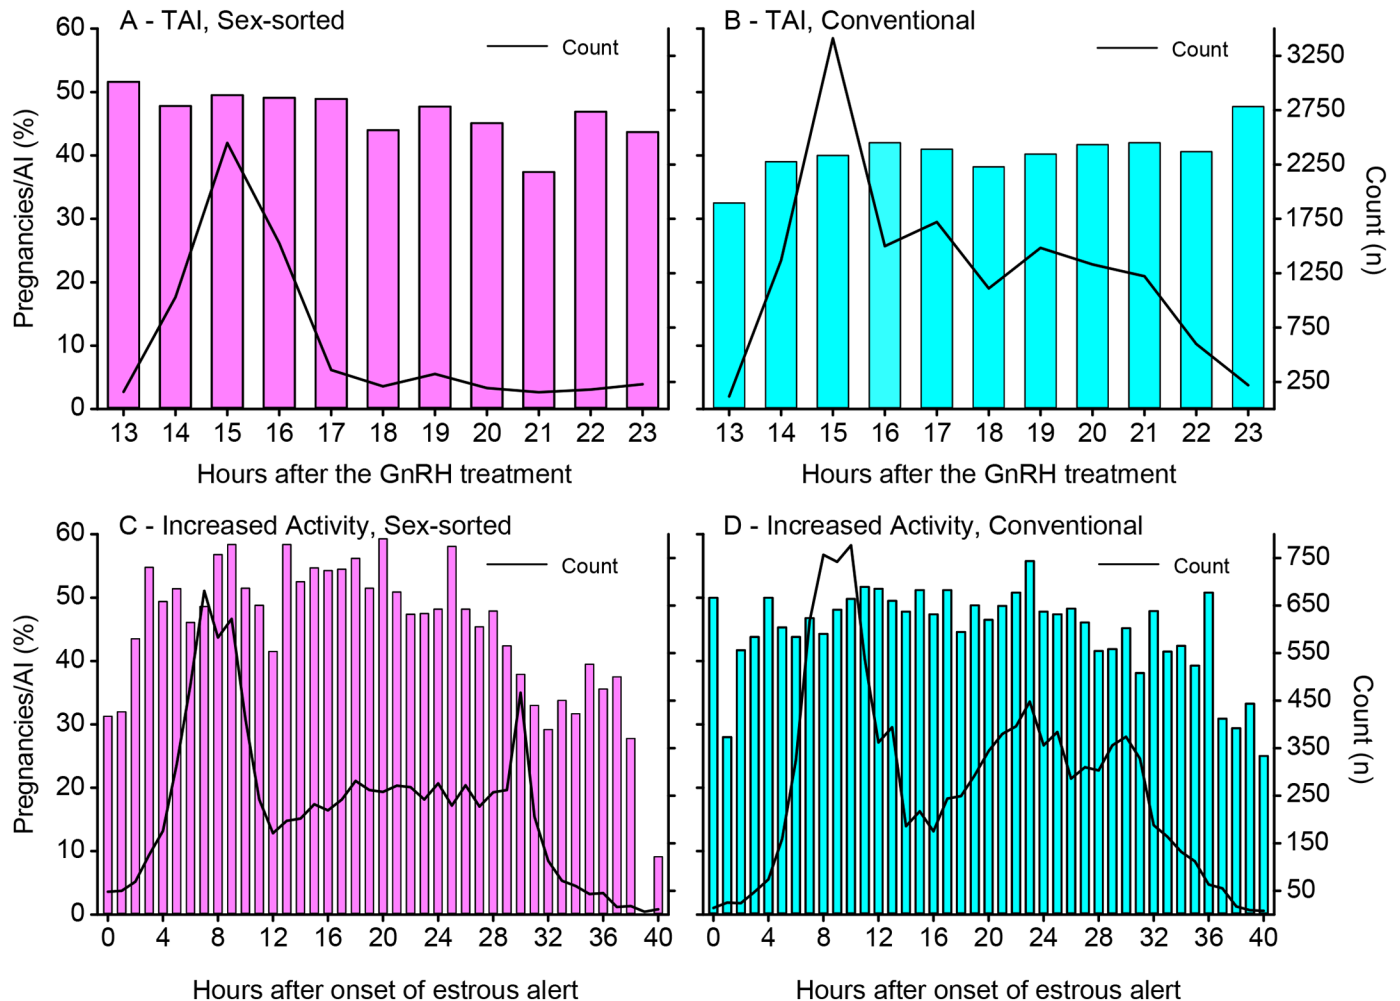 A - TAI, Sex-sorted
Count
60
50
40
30
20
10
0
Pregnancies/AI (%)
13 14 15 16 17 18 19 20 21 22 23
Hours after the GnRH treatment
B - TAI, Conventional
Count
3250
2750
2250
1750
1250
750
250
Count (n)
13 14 15 16 17 18 19 20 21 22 23
Hours after the GnRH treatment
C - Increased Activity, Sex-sorted
Count
60
50
40
30
20
10
0
Pregnancies/AI (%)
0 4 8 12 16 20 24 28 32 36 40
Hours after onset of estrous alert
D - Increased Activity, Conventional
Count
750
650
550
450
350
250
150
50
Count (n)
0 4 8 12 16 20 24 28 32 36 40
Hours after onset of estrous alert